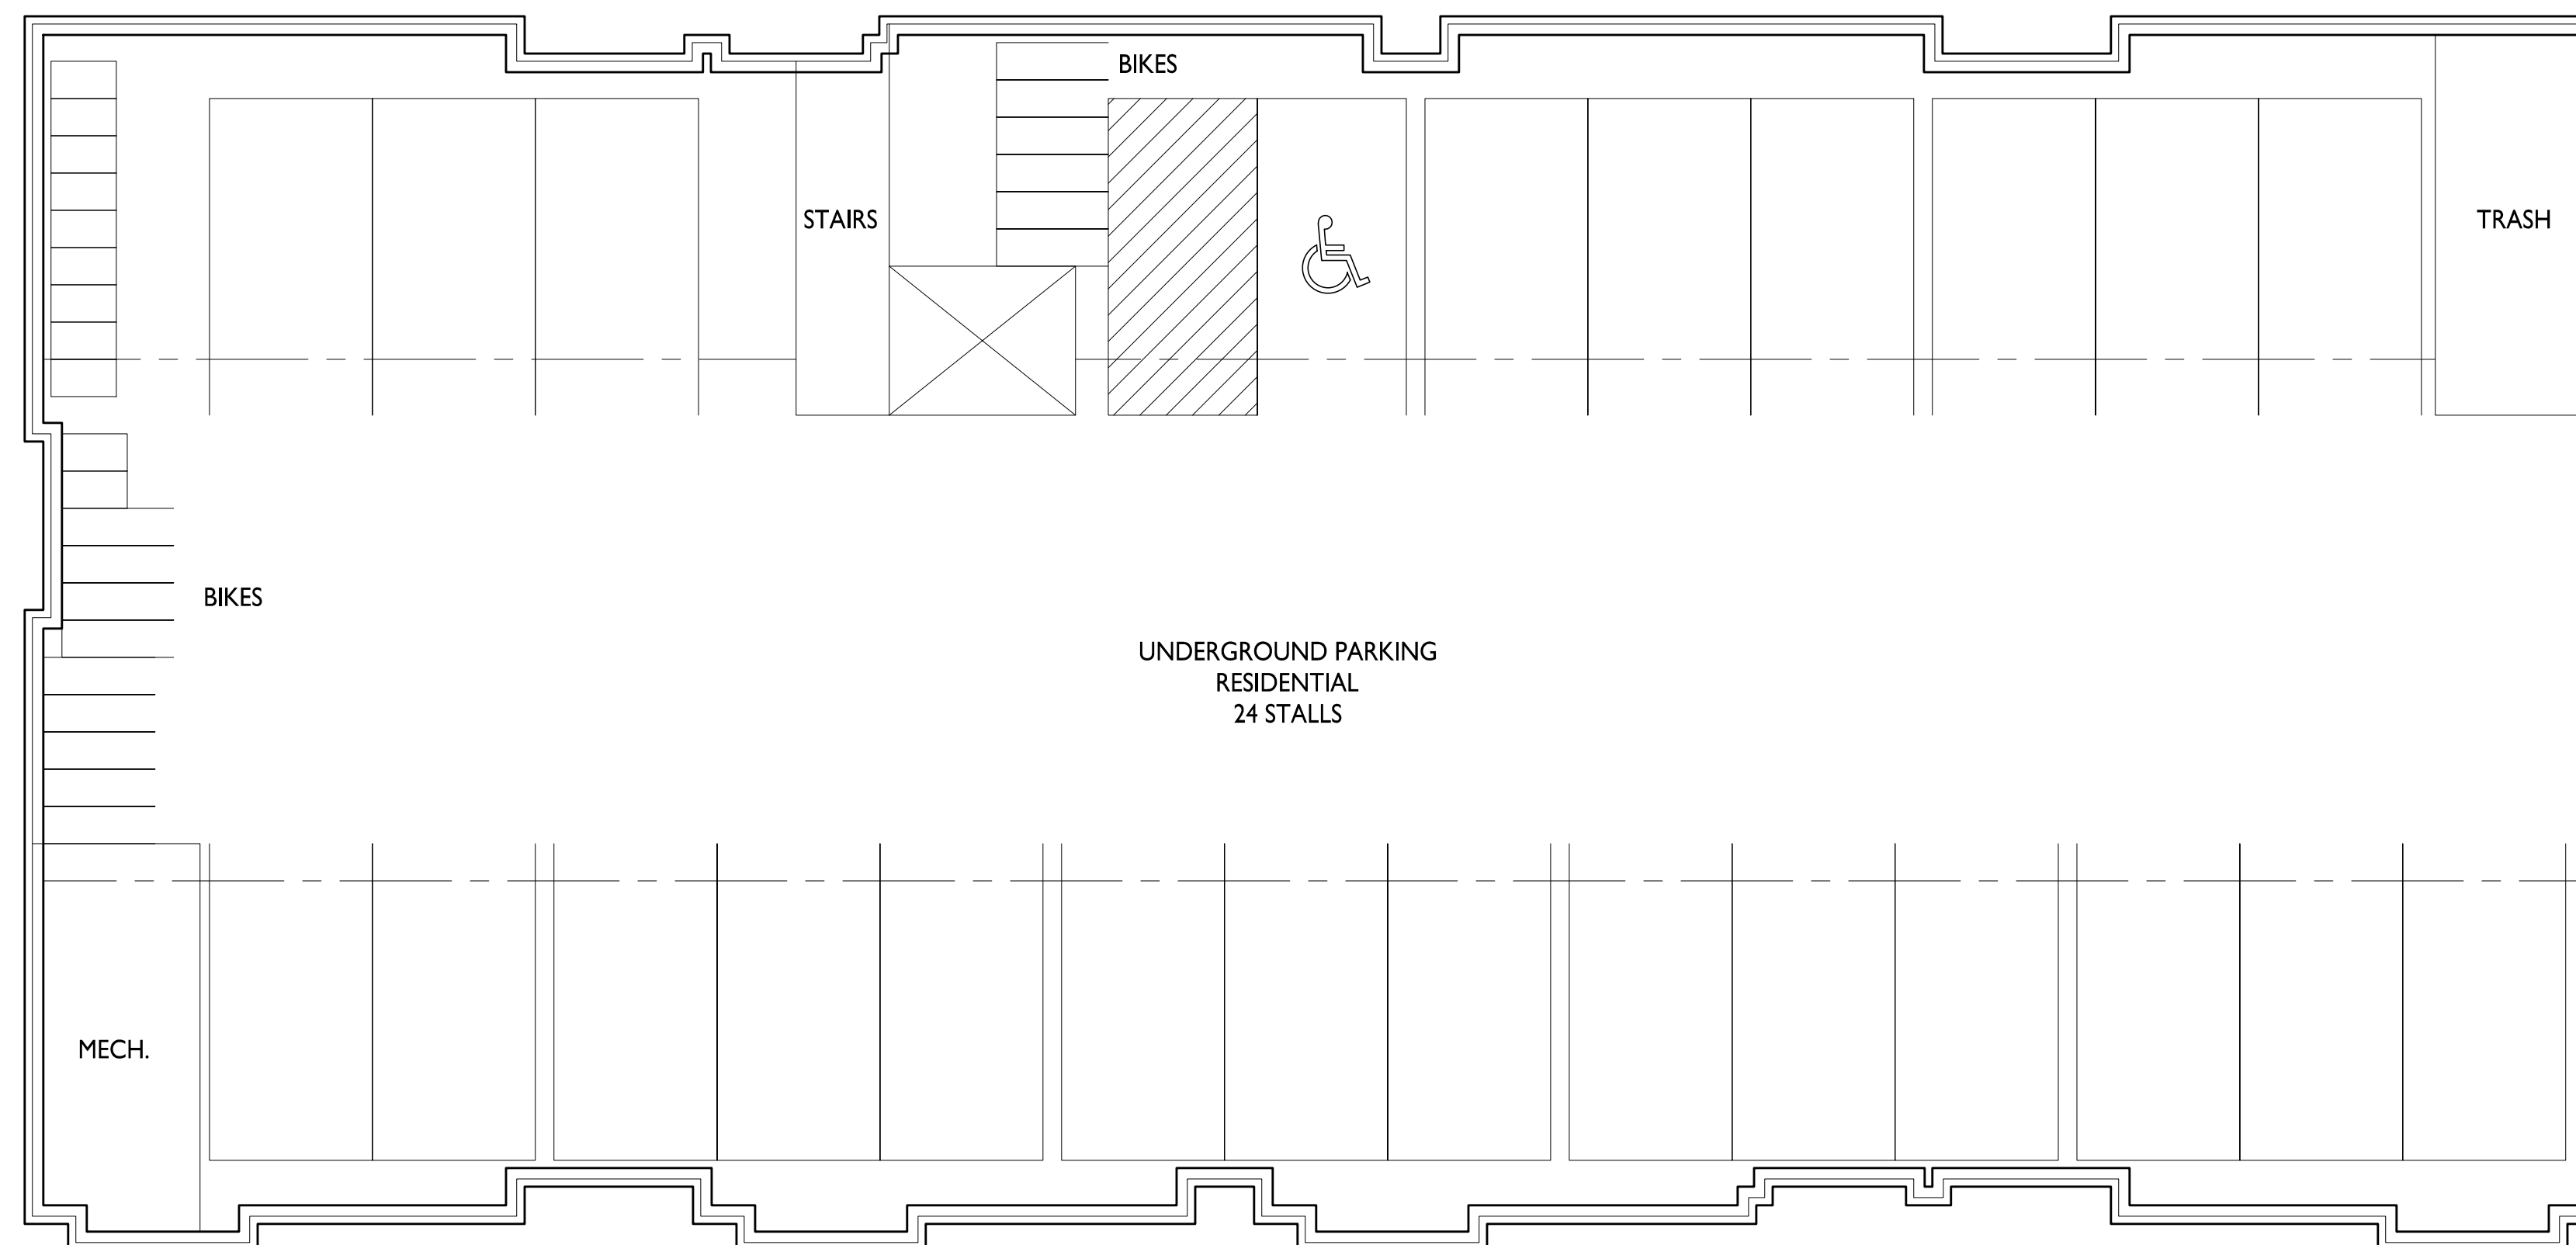 BIKES
STAIRS
TRASH
BIKES
UNDERGROUND PARKING
RESIDENTIAL
24 STALLS
MECH.